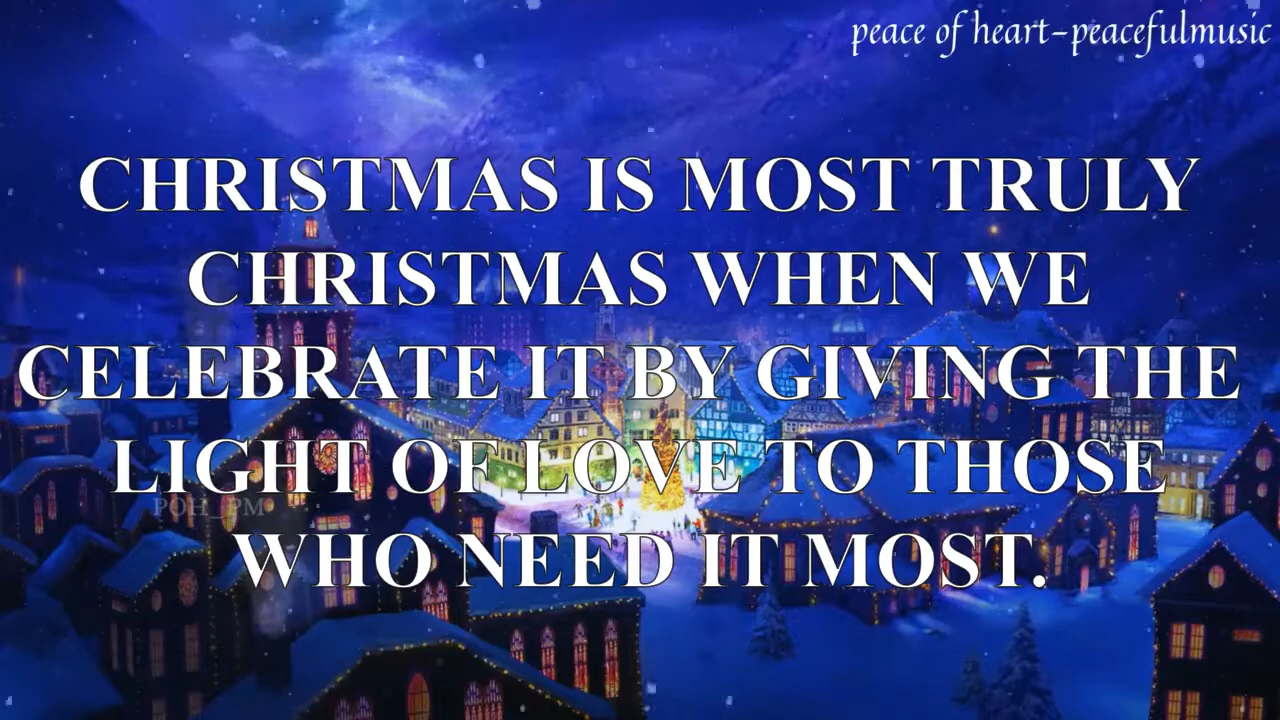 peace of heart-peacefulmusic
CHRISTMAS IS MOST TRULY
CHRISTMAS WHEN WE
CELEBRATE IT BY GIVING THE
LIGHT OF LOVE TO THOSE
POH_PM
WHO NEED IT MOST.